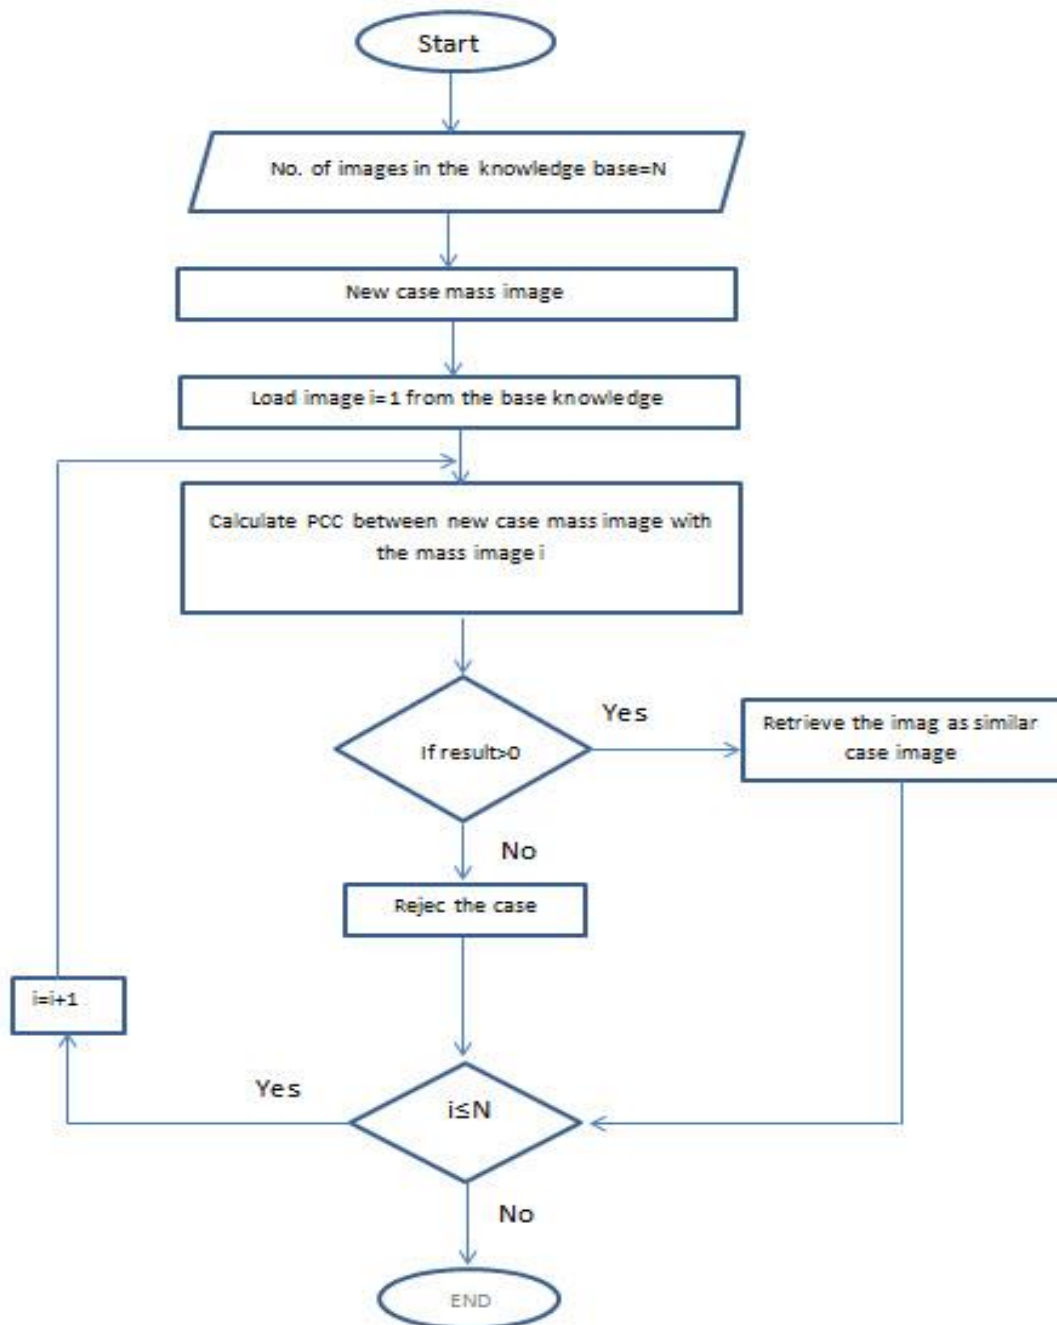 Start
No. of images in the knowledge base=N
New case mass image
Load image i=1 from the base knowledge
Calculate PCC between new case mass image with
the mass image i
If result>0
Yes
Retrieve the imag as similar
case image
No
Rejec the case
i=i+1
Yes
i≤N
No
END